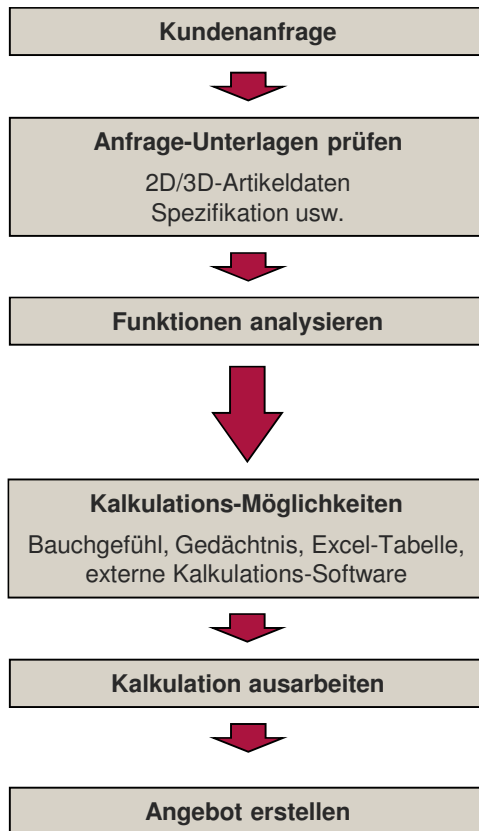 Kundenanfrage
Anfrage-Unterlagen prüfen
2D/3D-Artikeldaten
Spezifikation usw.
Funktionen analysieren
Kalkulations-Möglichkeiten
Bauchgefühl, Gedächtnis, Excel-Tabelle,
externe Kalkulations-Software
Kalkulation ausarbeiten
Angebot erstellen